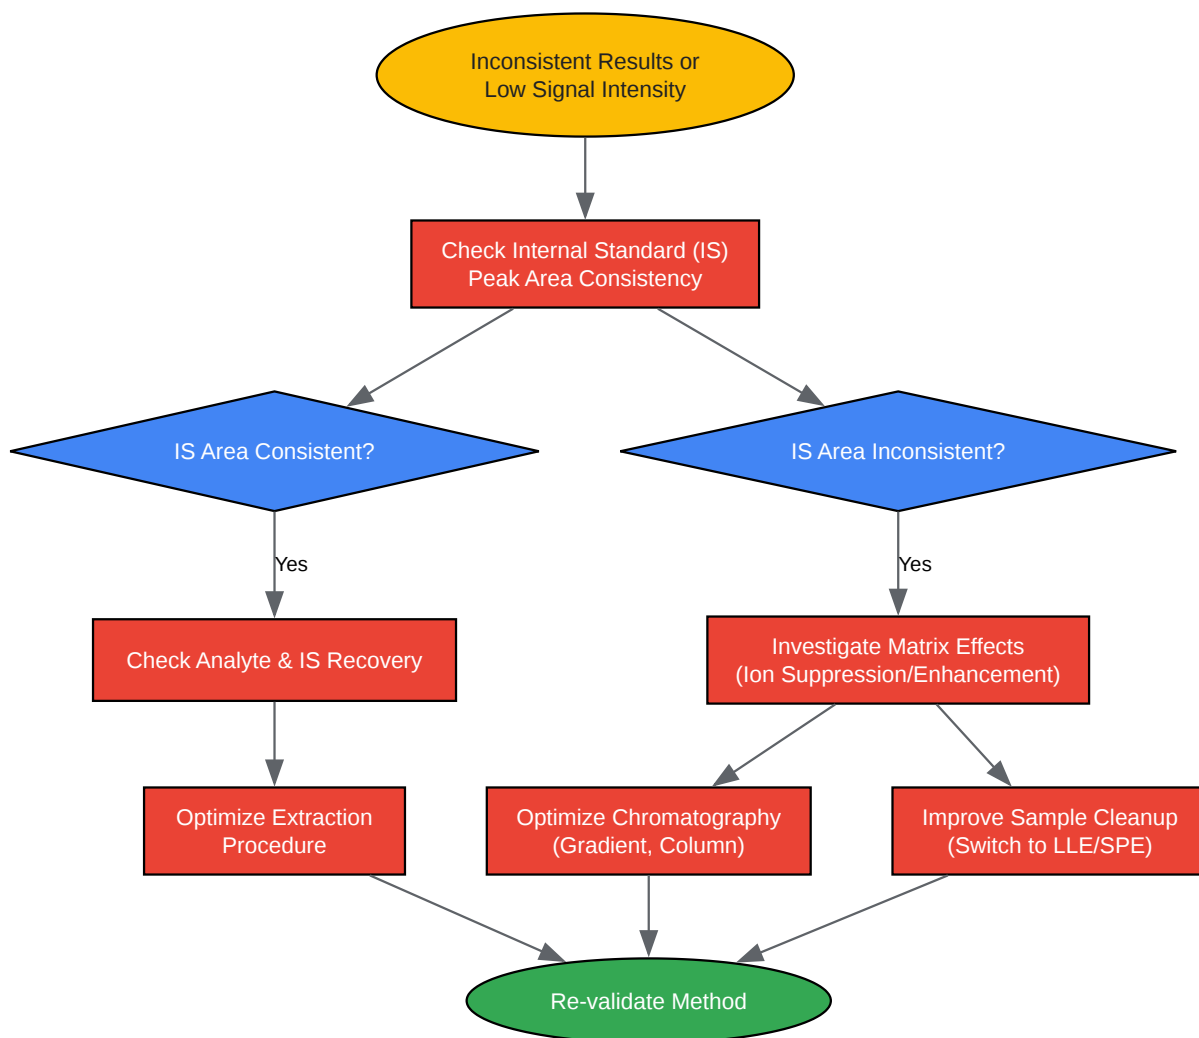 Inconsistent Results or
Low Signal Intensity
Check Internal Standard (IS)
Peak Area Consistency
IS Area Consistent?
IS Area Inconsistent?
Yes
Yes
Check Analyte & IS Recovery
Investigate Matrix Effects
(Ion Suppression/Enhancement)
Optimize Extraction
Procedure
Optimize Chromatography
(Gradient, Column)
Improve Sample Cleanup
(Switch to LLE/SPE)
Re-validate Method